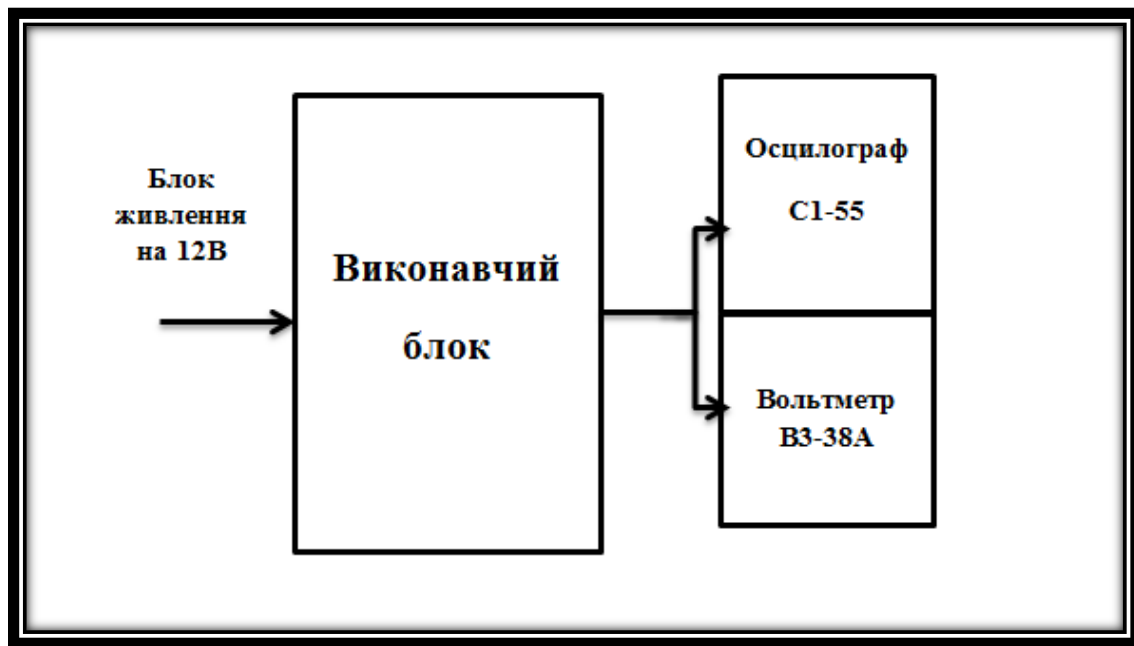 Блок
живлення
на 12В
Виконавчий
блок
Осцилограф
С1-55
Вольтметр
В3-38А